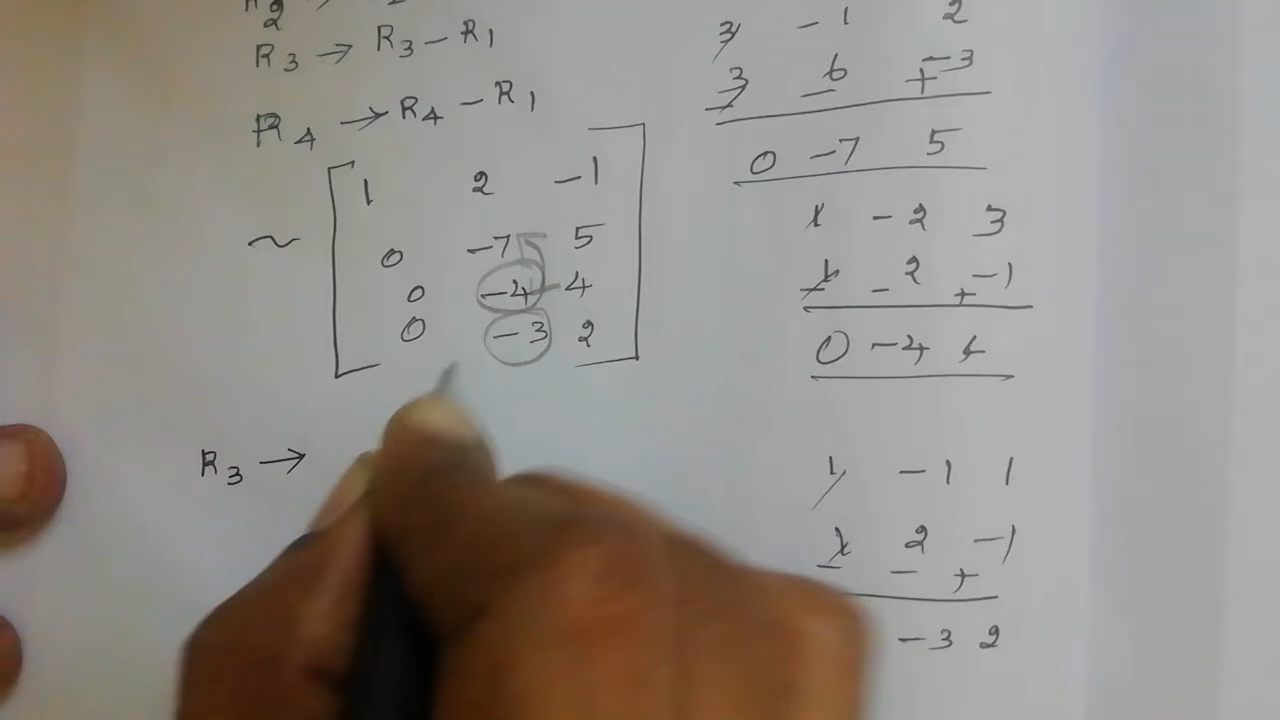 R3 → R3 - R1
R4 → R4 - R1
1 2 -1
~
0 -7 5
0 -4 4
0 -3 2
R3 →
3 -1 2
3 6 -3
- - +
0 -7 5
1 -2 3
1 2 -1
- - +
0 -4 4
1 -1 1
1 2 -1
- - +
-3 2